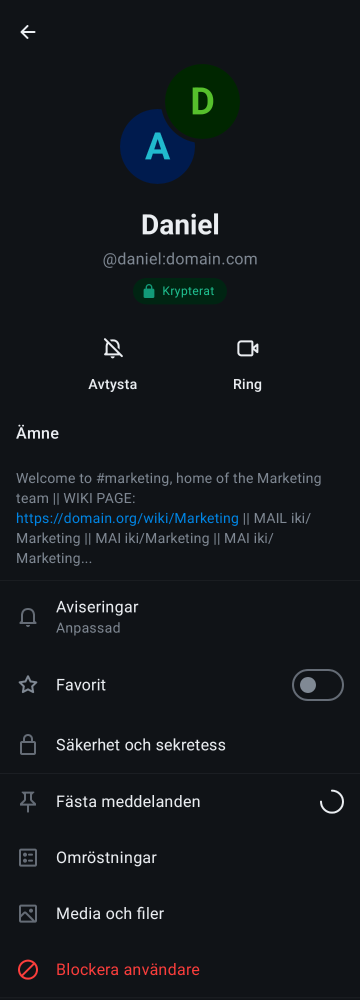 D
A
Daniel
@daniel:domain.com
Krypterat
Avtysta
Ring
Ämne
Welcome to #marketing, home of the Marketing
team || WIKI PAGE:
https://domain.org/wiki/Marketing || MAIL iki/
Marketing || MAI iki/Marketing || MAI iki/
Marketing...
Aviseringar
Anpassad
Favorit
Säkerhet och sekretess
Fästa meddelanden
Omröstningar
Media och filer
Blockera användare